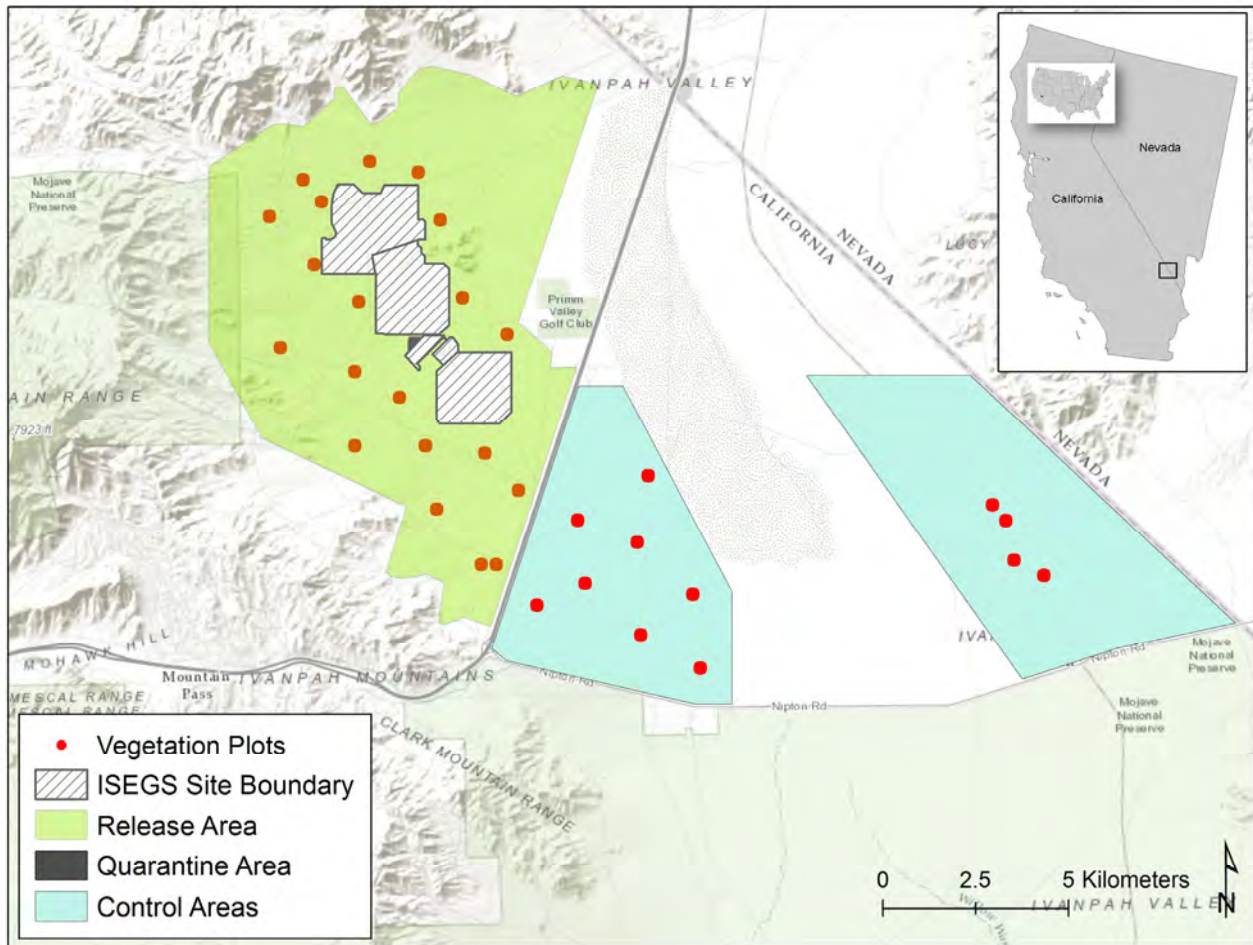 IVANPAH VALLEY
Nevada
California
Mojave
National
Preserve
NEVADA
CALIFORNIA
LUCY
Primm
Valley
Golf Club
AIN RANGE
7923 ft
NEVADA
IVAN
Mojave
National
Preserve
MOHAWK HILL
Mountain
Pass
IVANPAH MOUNTAINS
Nipton Rd
Nipton Rd
Nipton Rd
MESCAL RANGE
MESCAL RANGE
Mojave
National
Preserve
CLARK MOUNTAIN RANGE
Vegetation Plots
ISEGS Site Boundary
Release Area
Quarantine Area
Control Areas
0 2.5 5 Kilometers
N
IVANPAH VALLEY